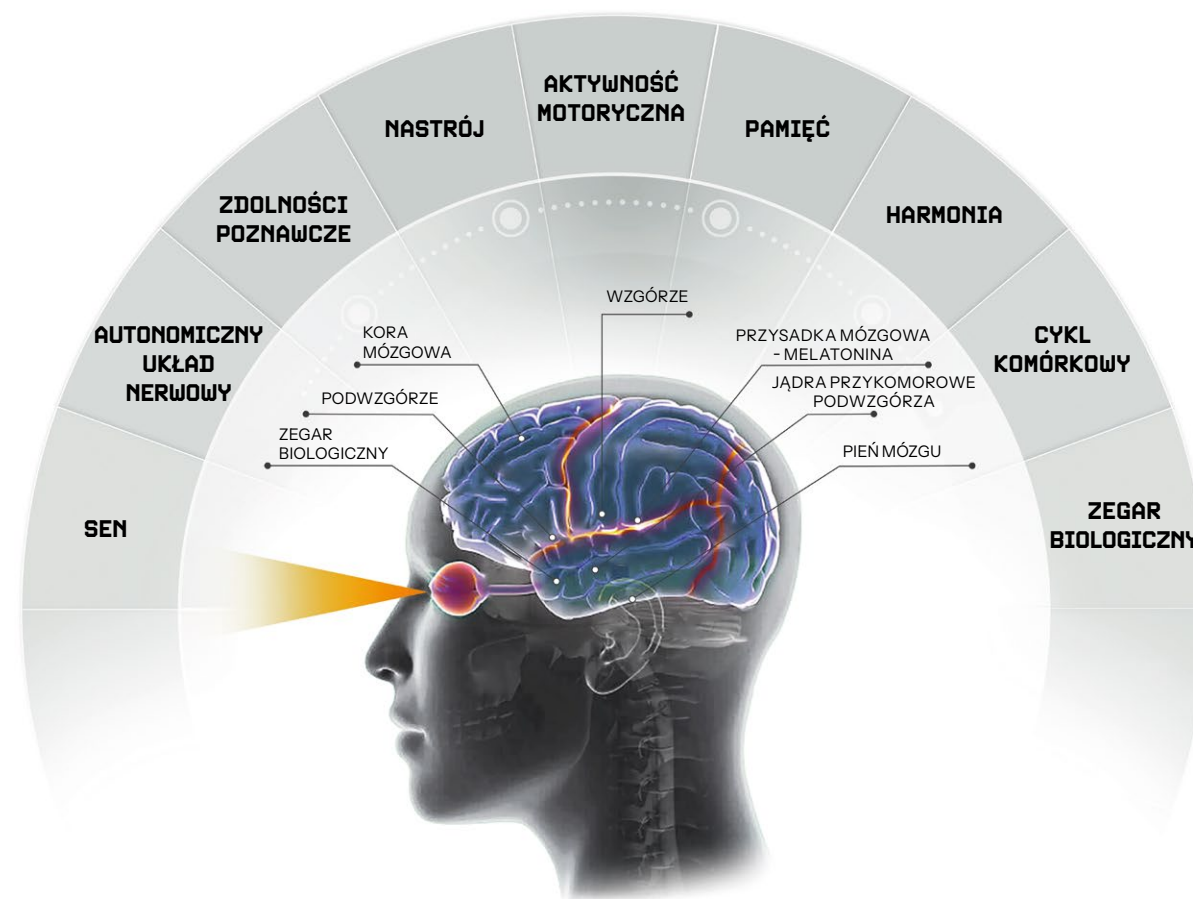 AKTYWNOŚĆ
MOTORYCZNA
NASTRÓJ
PAMIĘĆ
ZDOLNOŚCI
POZNAWCZE
HARMONIA
AUTONOMICZNY
UKŁAD
NERWOWY
CYKL
KOMÓRKOWY
SEN
ZEGAR
BIOLOGICZNY
WZGÓRZE
KORA
MÓZGOWA
PRZYSADKA MÓZGOWA
- MELATONINA
PODWZGÓRZE
JĄDRA PRZYKOMOROWE
PODWZGÓRZA
ZEGAR
BIOLOGICZNY
PIEŃ MÓZGU